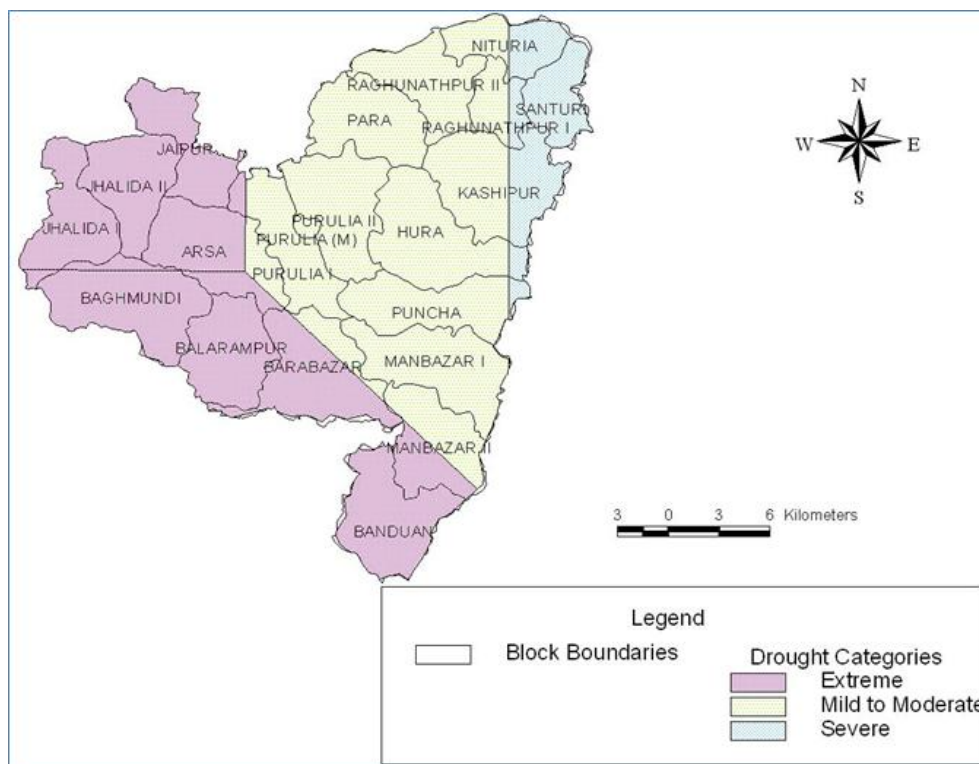 NITURIA
RAGHUNATHPUR II
SANTURI
PARA
RAGHUNATHPUR I
JAIPUR
JHALIDA II
KASHIPUR
JHALIDA I
PURULIA II
HURA
PURULIA (M)
ARSA
PURULIA I
BAGHMUNDI
PUNCHA
BALARAMPUR
MANBAZAR I
BARABAZAR
MANBAZAR II
BANDUAN
N
W E
S
3 0 3 6 Kilometers
Legend
Block Boundaries
Drought Categories
Extreme
Mild to Moderate
Severe